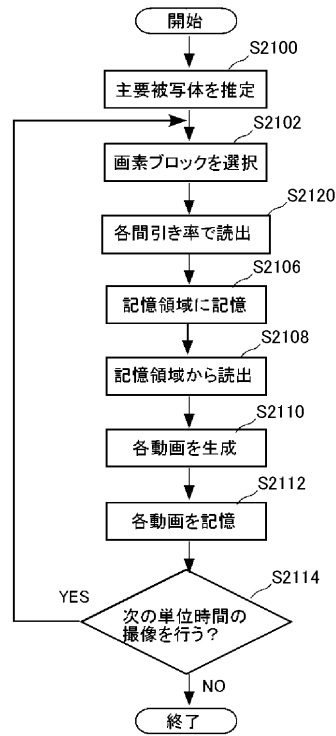 開始
S2100
主要被写体を推定
S2102
画素ブロックを選択
S2120
各間引き率で読出
S2106
記憶領域に記憶
S2108
記憶領域から読出
S2110
各動画を生成
S2112
各動画を記憶
S2114
YES
次の単位時間の
撮像を行う?
NO
終了